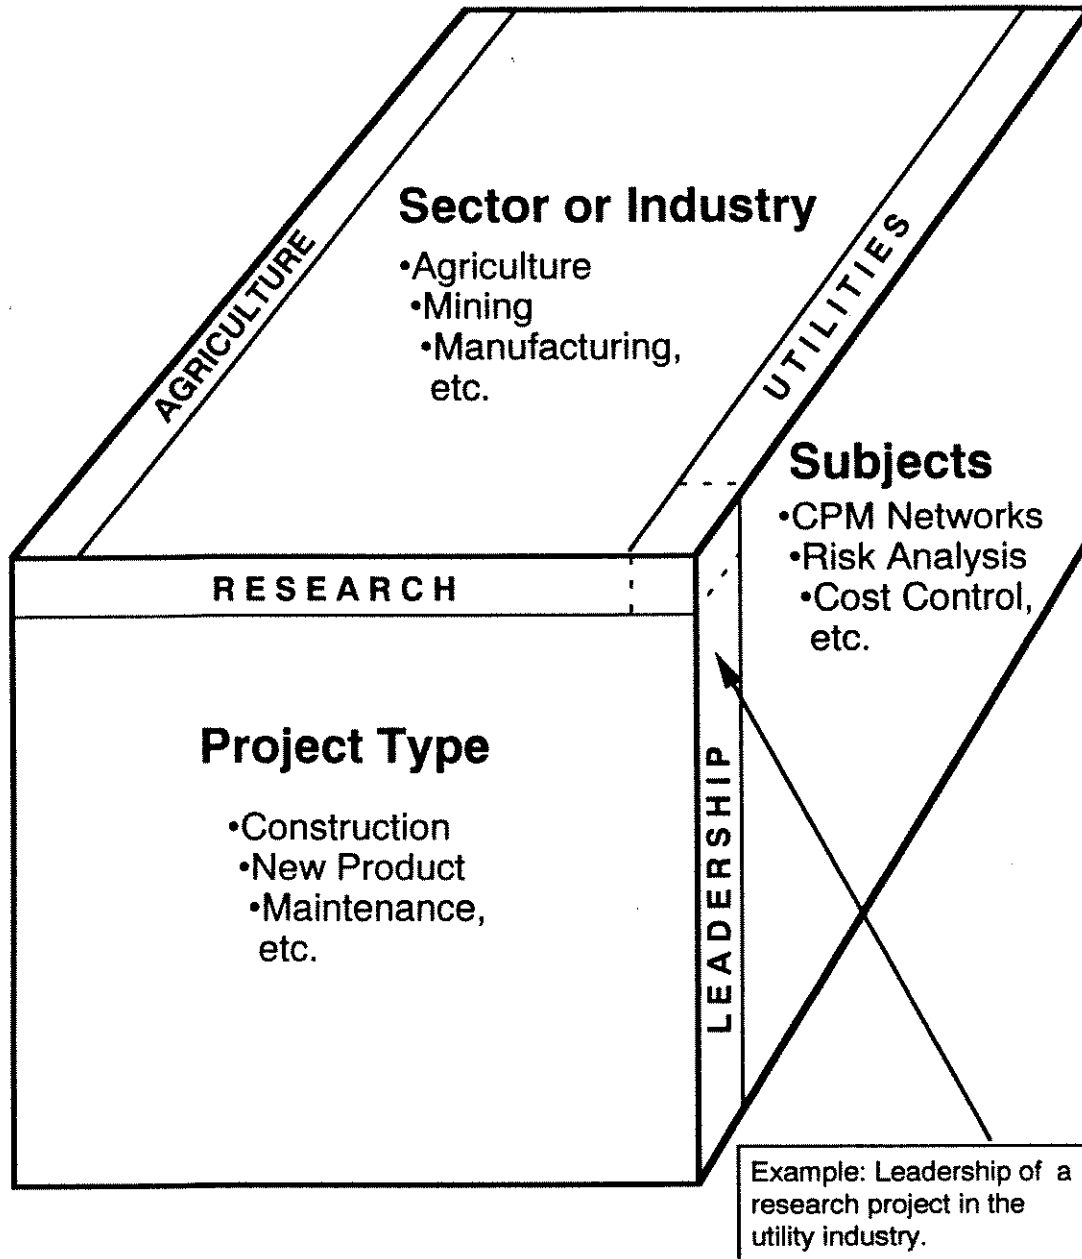 Sector or Industry
•Agriculture
•Mining
•Manufacturing,
etc.
AGRICULTURE
UTILITIES
Subjects
•CPM Networks
•Risk Analysis
•Cost Control,
etc.
RESEARCH
Project Type
•Construction
•New Product
•Maintenance,
etc.
LEADERSHIP
Example: Leadership of a
research project in the
utility industry.